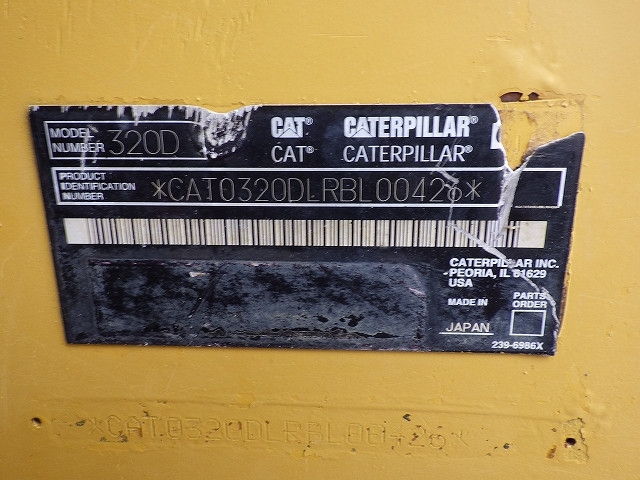 MODEL NUMBER 320D
CAT® CATERPILLAR®
CAT® CATERPILLAR®
PRODUCT IDENTIFICATION NUMBER *CAT0320DLRBL00426*
CATERPILLAR INC.
PEORIA, IL 61629
USA
MADE IN
JAPAN
PARTS ORDER
239-6986X
*CAT0320DLRBL00426*